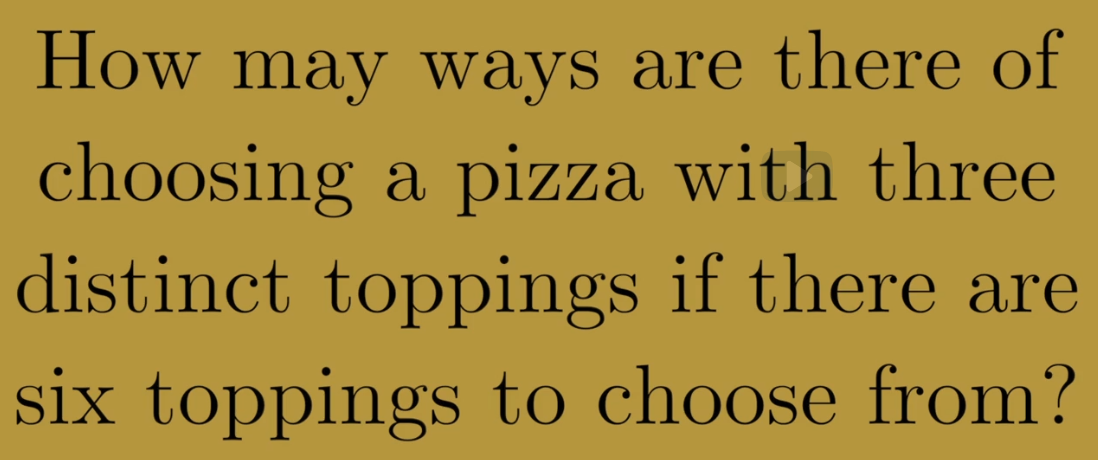 How may ways are there of
choosing a pizza with three
distinct toppings if there are
six toppings to choose from?